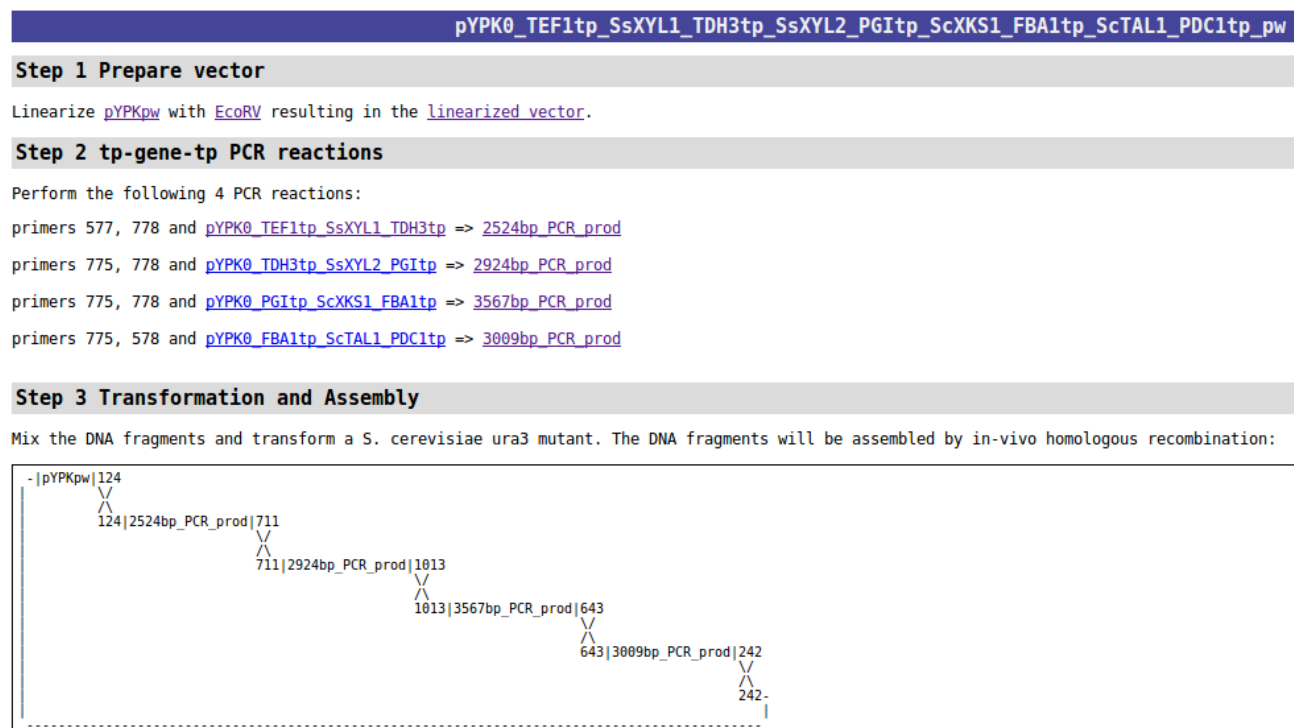 pYPK0_TEF1tp_SsXYL1_TDH3tp_SsXYL2_PGItp_ScXKS1_FBA1tp_ScTAL1_PDC1tp_pw
Step 1 Prepare vector
Linearize pYPKpw with EcoRV resulting in the linearized vector.
Step 2 tp-gene-tp PCR reactions
Perform the following 4 PCR reactions:
primers 577, 778 and pYPK0_TEF1tp_SsXYL1_TDH3tp => 2524bp_PCR_prod
primers 775, 778 and pYPK0_TDH3tp_SsXYL2_PGItp => 2924bp_PCR_prod
primers 775, 778 and pYPK0_PGItp_ScXKS1_FBA1tp => 3567bp_PCR_prod
primers 775, 578 and pYPK0_FBA1tp_ScTAL1_PDC1tp => 3009bp_PCR_prod
Step 3 Transformation and Assembly
Mix the DNA fragments and transform a S. cerevisiae ura3 mutant. The DNA fragments will be assembled by in-vivo homologous recombination:
-|pYPKpw|124
\/
/\
124|2524bp_PCR_prod|711
\/
/\
711|2924bp_PCR_prod|1013
\/
/\
1013|3567bp_PCR_prod|643
\/
/\
643|3009bp_PCR_prod|242
\/
/\
242-